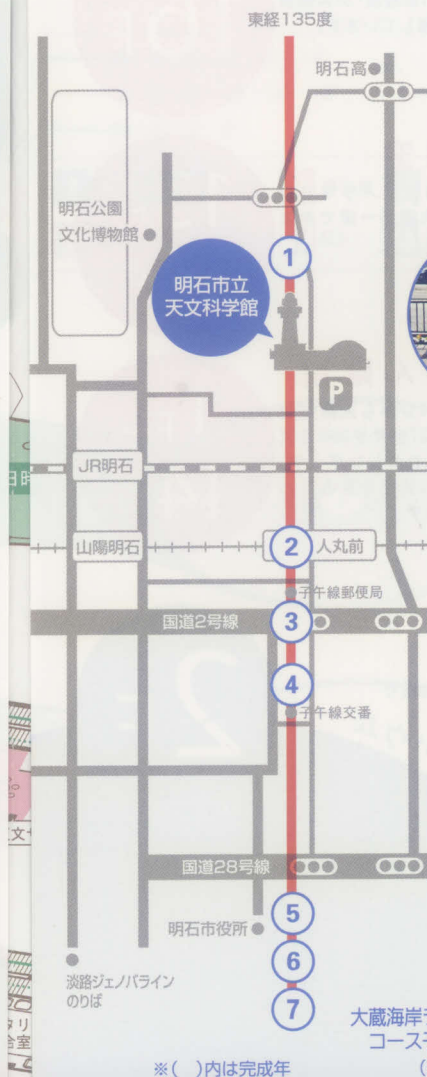 東経135度
明石高
明石公園
文化博物館
1
明石市立
天文科学館
P
JR明石
山陽明石
2
人丸前
子午線郵便局
国道2号線
3
4
子午線交番
国道28号線
5
明石市役所
6
淡路ジェノバライン
のりば
7
大蔵海岸
コース
※( )内は完成年